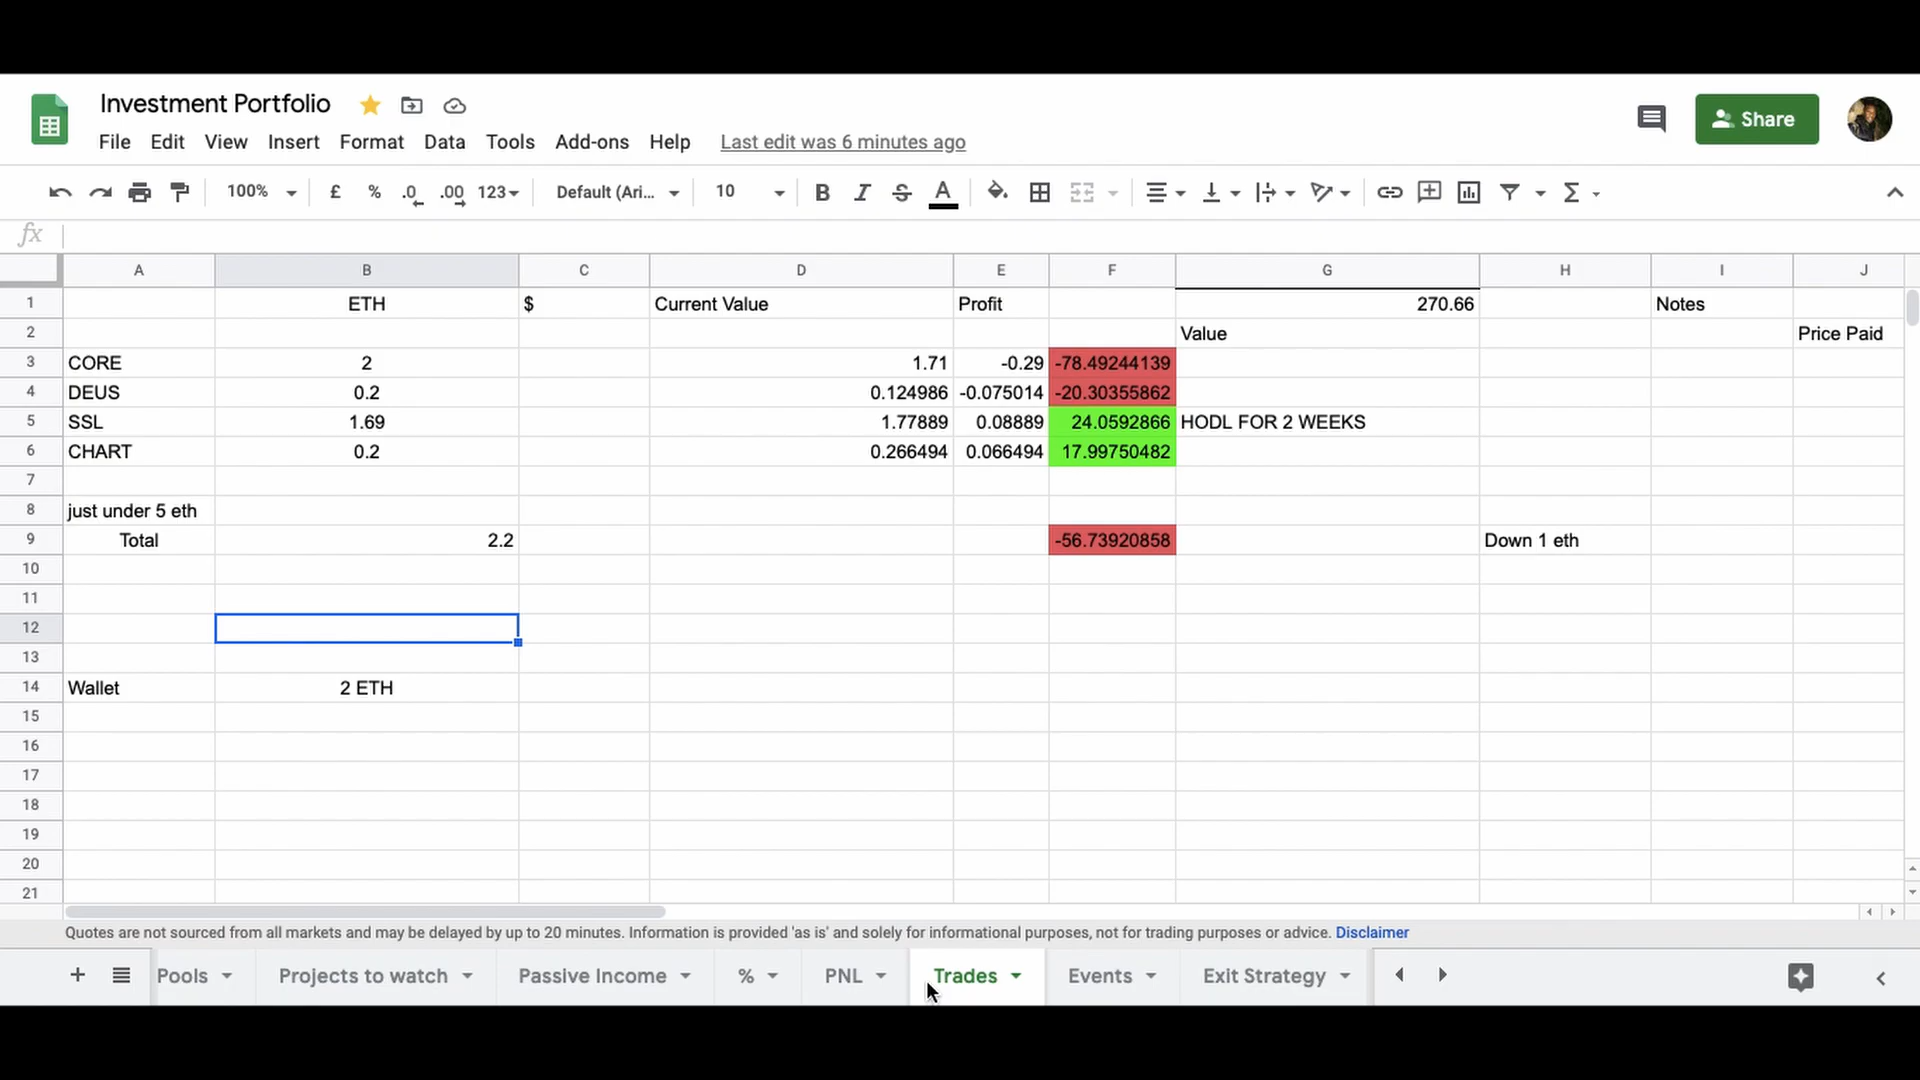 Investment Portfolio
File Edit View Insert Format Data Tools Add-ons Help Last edit was 6 minutes ago
Share
100% £ % .0 .00 123 Default (Ari... 10 B I S A
fx
A B C D E F G H I J
1 ETH $ Current Value Profit 270.66 Notes
2 Value Price Paid
3 CORE 2 1.71 -0.29 -78.49244139
4 DEUS 0.2 0.124986 -0.075014 -20.30355862
5 SSL 1.69 1.77889 0.08889 24.0592866 HODL FOR 2 WEEKS
6 CHART 0.2 0.266494 0.066494 17.99750482
7
8 just under 5 eth
9 Total 2.2 -56.73920858 Down 1 eth
10
11
12
13
14 Wallet 2 ETH
15
16
17
18
19
20
21
Quotes are not sourced from all markets and may be delayed by up to 20 minutes. Information is provided 'as is' and solely for informational purposes, not for trading purposes or advice. Disclaimer
Pools Projects to watch Passive Income % PNL Trades Events Exit Strategy